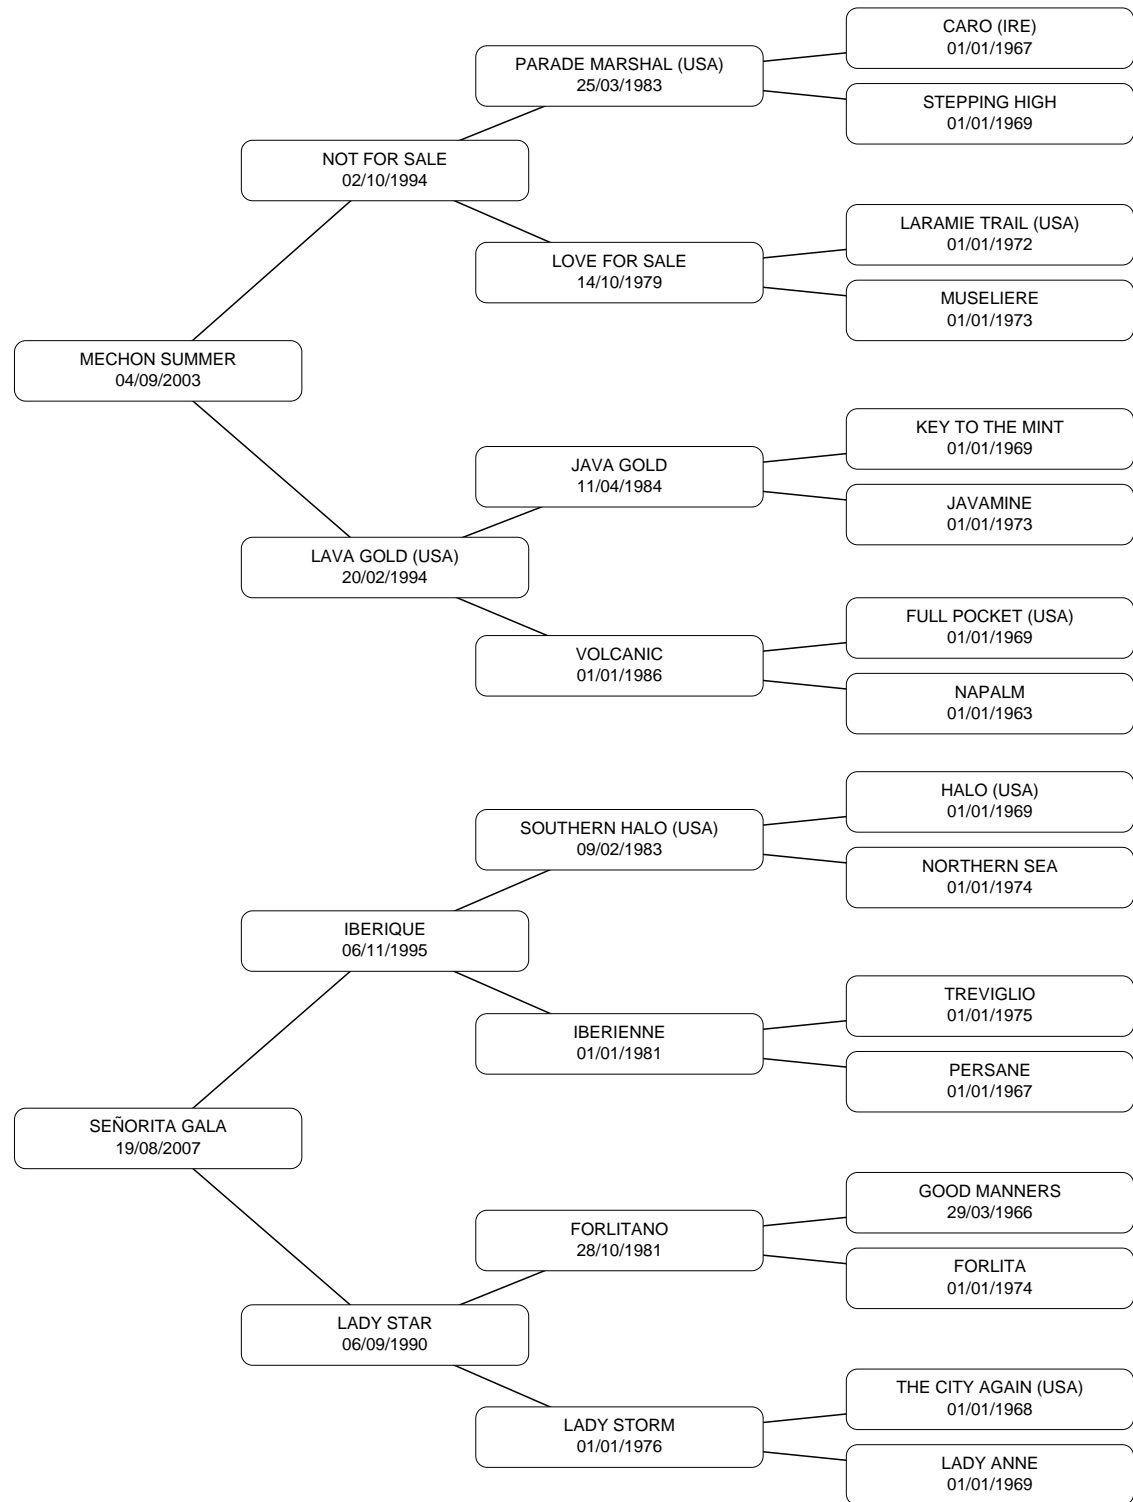 CARO (IRE)
01/01/1967
PARADE MARSHAL (USA)
25/03/1983
STEPPING HIGH
01/01/1969
NOT FOR SALE
02/10/1994
LARAMIE TRAIL (USA)
01/01/1972
LOVE FOR SALE
14/10/1979
MUSELIERE
01/01/1973
MECHON SUMMER
04/09/2003
KEY TO THE MINT
01/01/1969
JAVA GOLD
11/04/1984
JAVAMINE
01/01/1973
LAVA GOLD (USA)
20/02/1994
FULL POCKET (USA)
01/01/1969
VOLCANIC
01/01/1986
NAPALM
01/01/1963
HALO (USA)
01/01/1969
SOUTHERN HALO (USA)
09/02/1983
NORTHERN SEA
01/01/1974
IBERIQUE
06/11/1995
TREVIGLIO
01/01/1975
IBERIENNE
01/01/1981
PERSANE
01/01/1967
SEÑORITA GALA
19/08/2007
GOOD MANNERS
29/03/1966
FORLITANO
28/10/1981
FORLITA
01/01/1974
LADY STAR
06/09/1990
THE CITY AGAIN (USA)
01/01/1968
LADY STORM
01/01/1976
LADY ANNE
01/01/1969